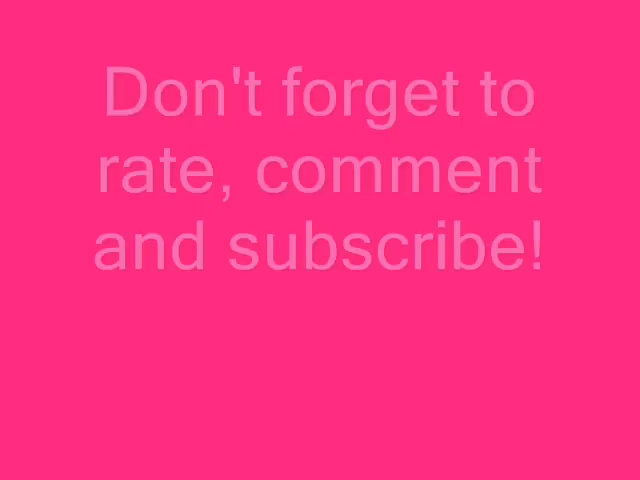 Don't forget to
rate, comment
and subscribe!